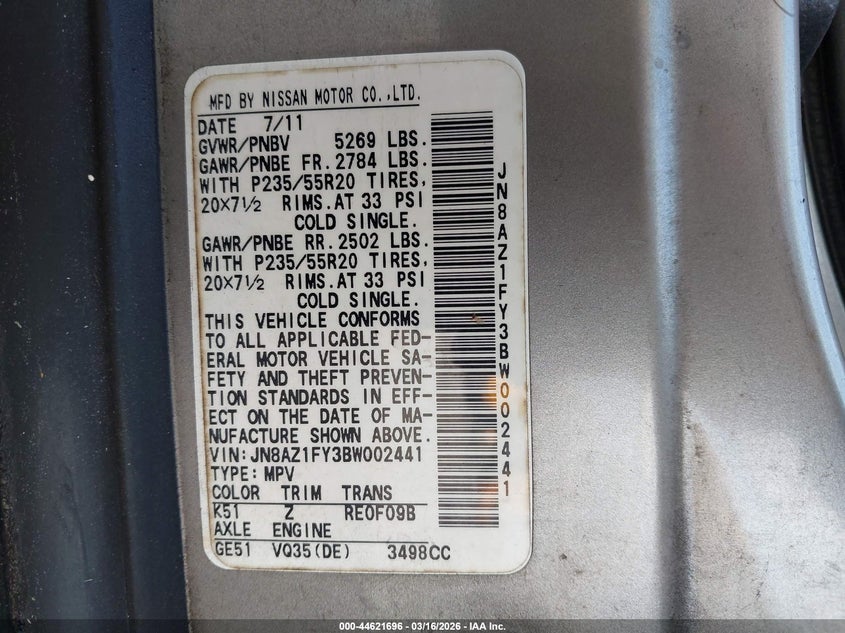 MFD BY NISSAN MOTOR CO.,LTD.
DATE 7/11
GVWR/PNBV 5269 LBS.
GAWR/PNBE FR. 2784 LBS.
WITH P235/55R20 TIRES,
20×7½ RIMS.AT 33 PSI
COLD SINGLE.
GAWR/PNBE RR. 2502 LBS.
WITH P235/55R20 TIRES,
20×7½ RIMS.AT 33 PSI
COLD SINGLE.
THIS VEHICLE CONFORMS
TO ALL APPLICABLE FED-
ERAL MOTOR VEHICLE SA-
FETY AND THEFT PREVEN-
TION STANDARDS IN EFF-
ECT ON THE DATE OF MA-
NUFACTURE SHOWN ABOVE.
VIN:JN8AZ1FY3BW002441
TYPE: MPV
COLOR TRIM TRANS
K51 Z RE0F09B
AXLE ENGINE
GE51 VQ35(DE) 3498CC
JN8AZ1FY3BW002441
000-44621696 - 03/16/2026 - IAA Inc.